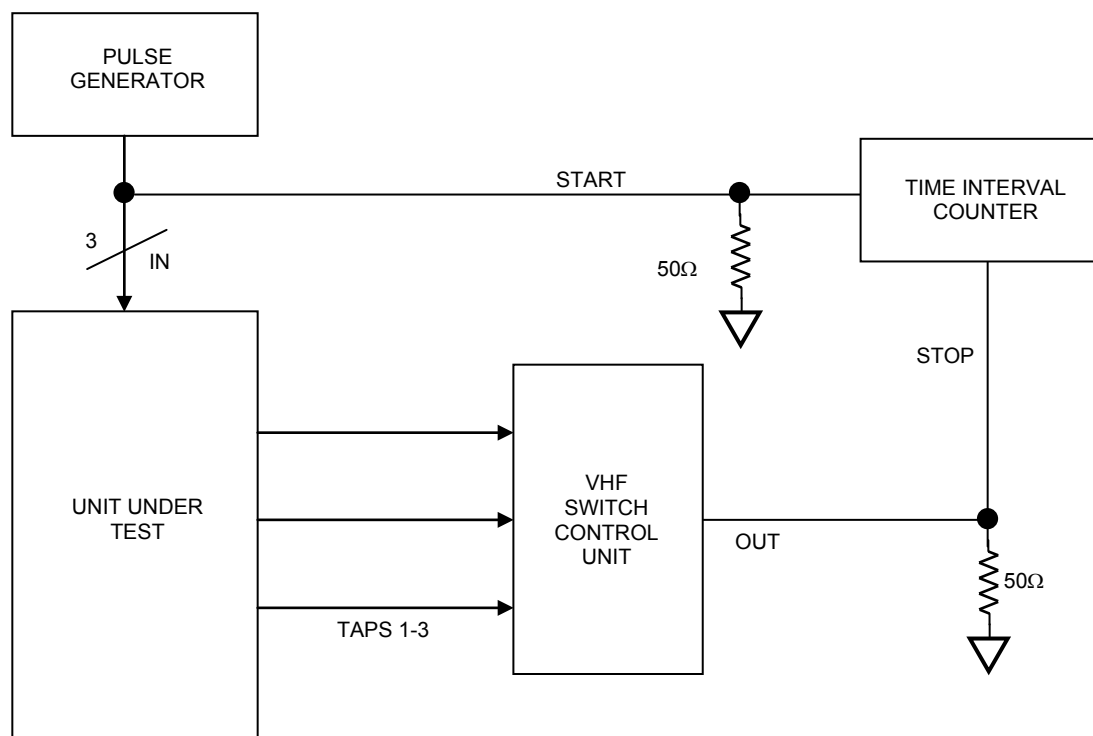 PULSE
GENERATOR
START
TIME INTERVAL
COUNTER
3
IN
50Ω
STOP
UNIT UNDER
TEST
VHF
SWITCH
CONTROL
UNIT
OUT
50Ω
TAPS 1-3